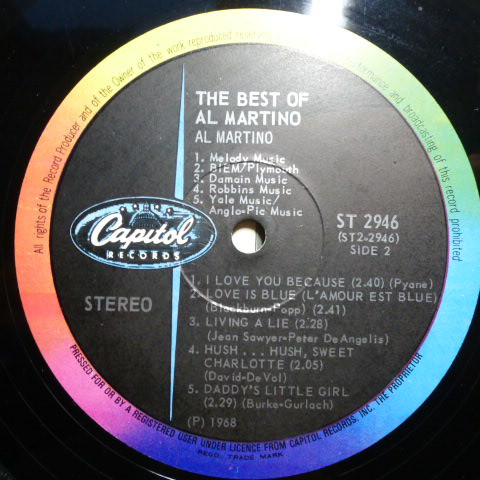 All rights of the Record Producer and of the Owner of the work reproduced reserved
performance and broadcasting of this record prohibited
THE BEST OF
AL MARTINO
AL MARTINO
1. Melody Music
2. BIEM/Plymouth
3. Damain Music
4. Robbins Music
5. Yale Music/
Anglo-Pic Music
Capitol
RECORDS
STEREO
ST 2946
(ST2-2946)
SIDE 2
1. I LOVE YOU BECAUSE (2.40) (Pyane)
2. LOVE IS BLUE (L'AMOUR EST BLUE)
(Blackburn-Popp) (2.41)
3. LIVING A LIE (2.28)
(Jean Sawyer-Peter DeAngelis)
4. HUSH...HUSH, SWEET
CHARLOTTE (2.05)
(David-DeVol)
5. DADDY'S LITTLE GIRL
(2.29) (Burke-Gurlach)
(P) 1968
PRESSED FOR OR BY A REGISTERED USER UNDER LICENCE FROM CAPITOL RECORDS, INC. THE PROPRIETOR
REGD. TRADE MARK